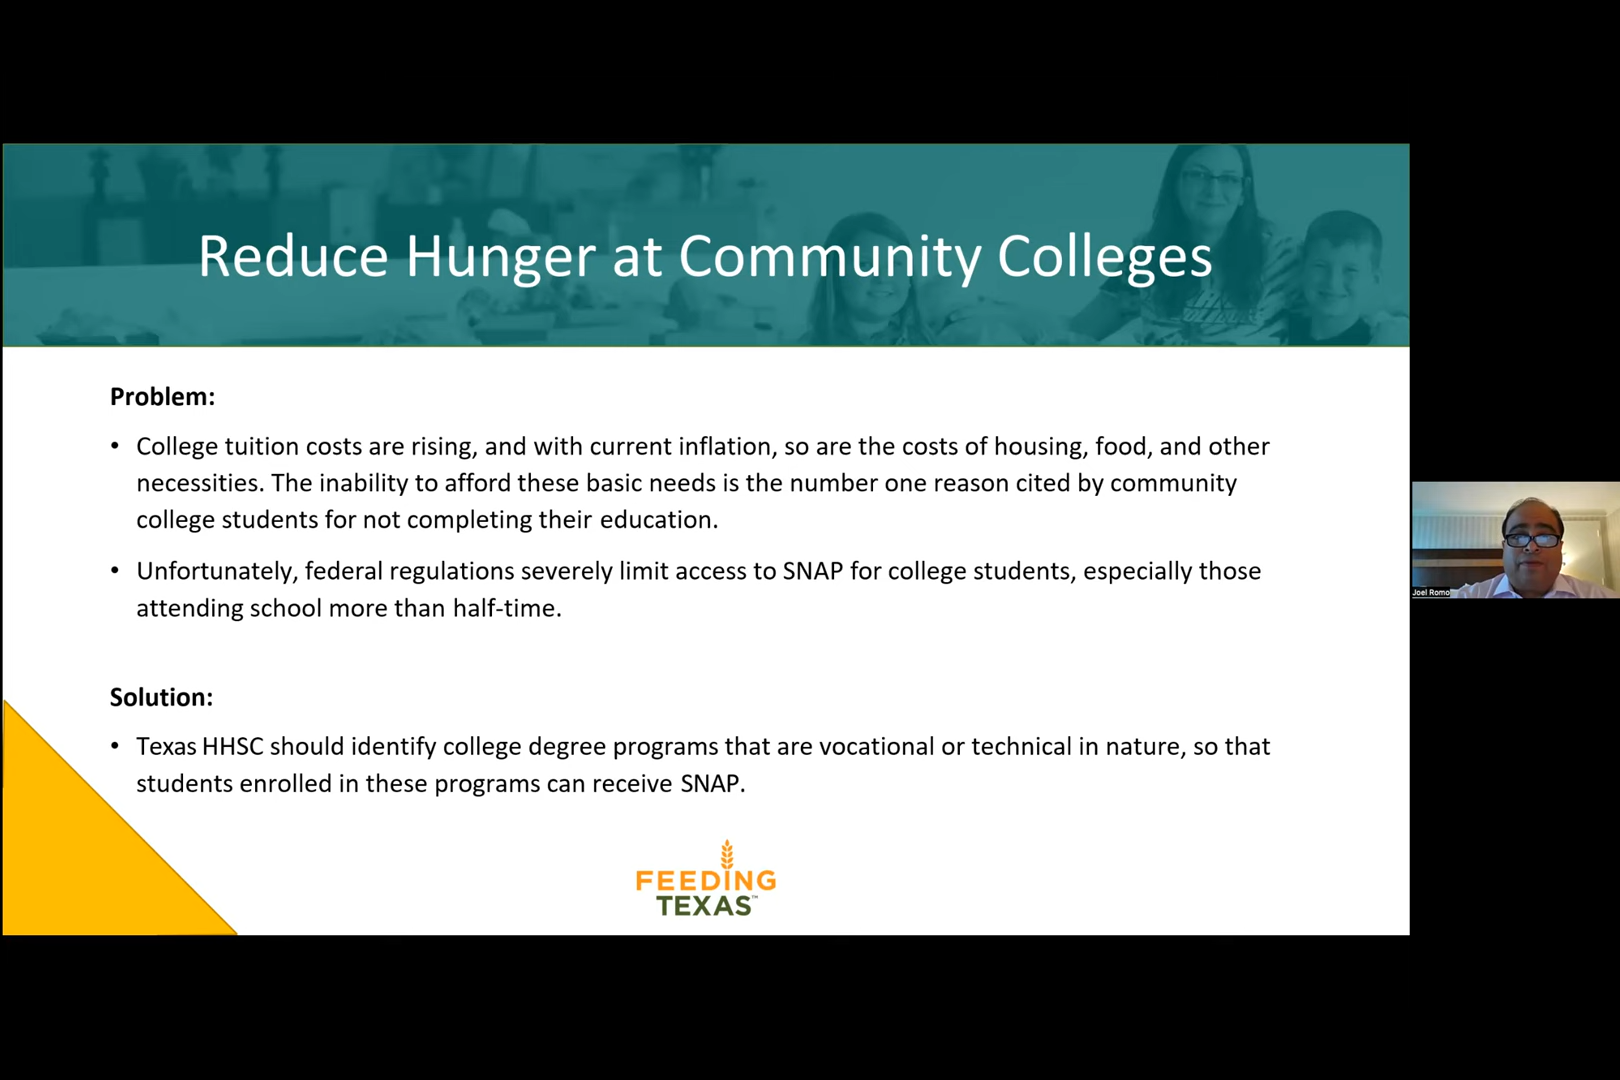 Reduce Hunger at Community Colleges
Problem:
• College tuition costs are rising, and with current inflation, so are the costs of housing, food, and other
necessities. The inability to afford these basic needs is the number one reason cited by community
college students for not completing their education.
• Unfortunately, federal regulations severely limit access to SNAP for college students, especially those
attending school more than half-time.
Solution:
• Texas HHSC should identify college degree programs that are vocational or technical in nature, so that
students enrolled in these programs can receive SNAP.
FEEDING
TEXAS™
Joel Romo